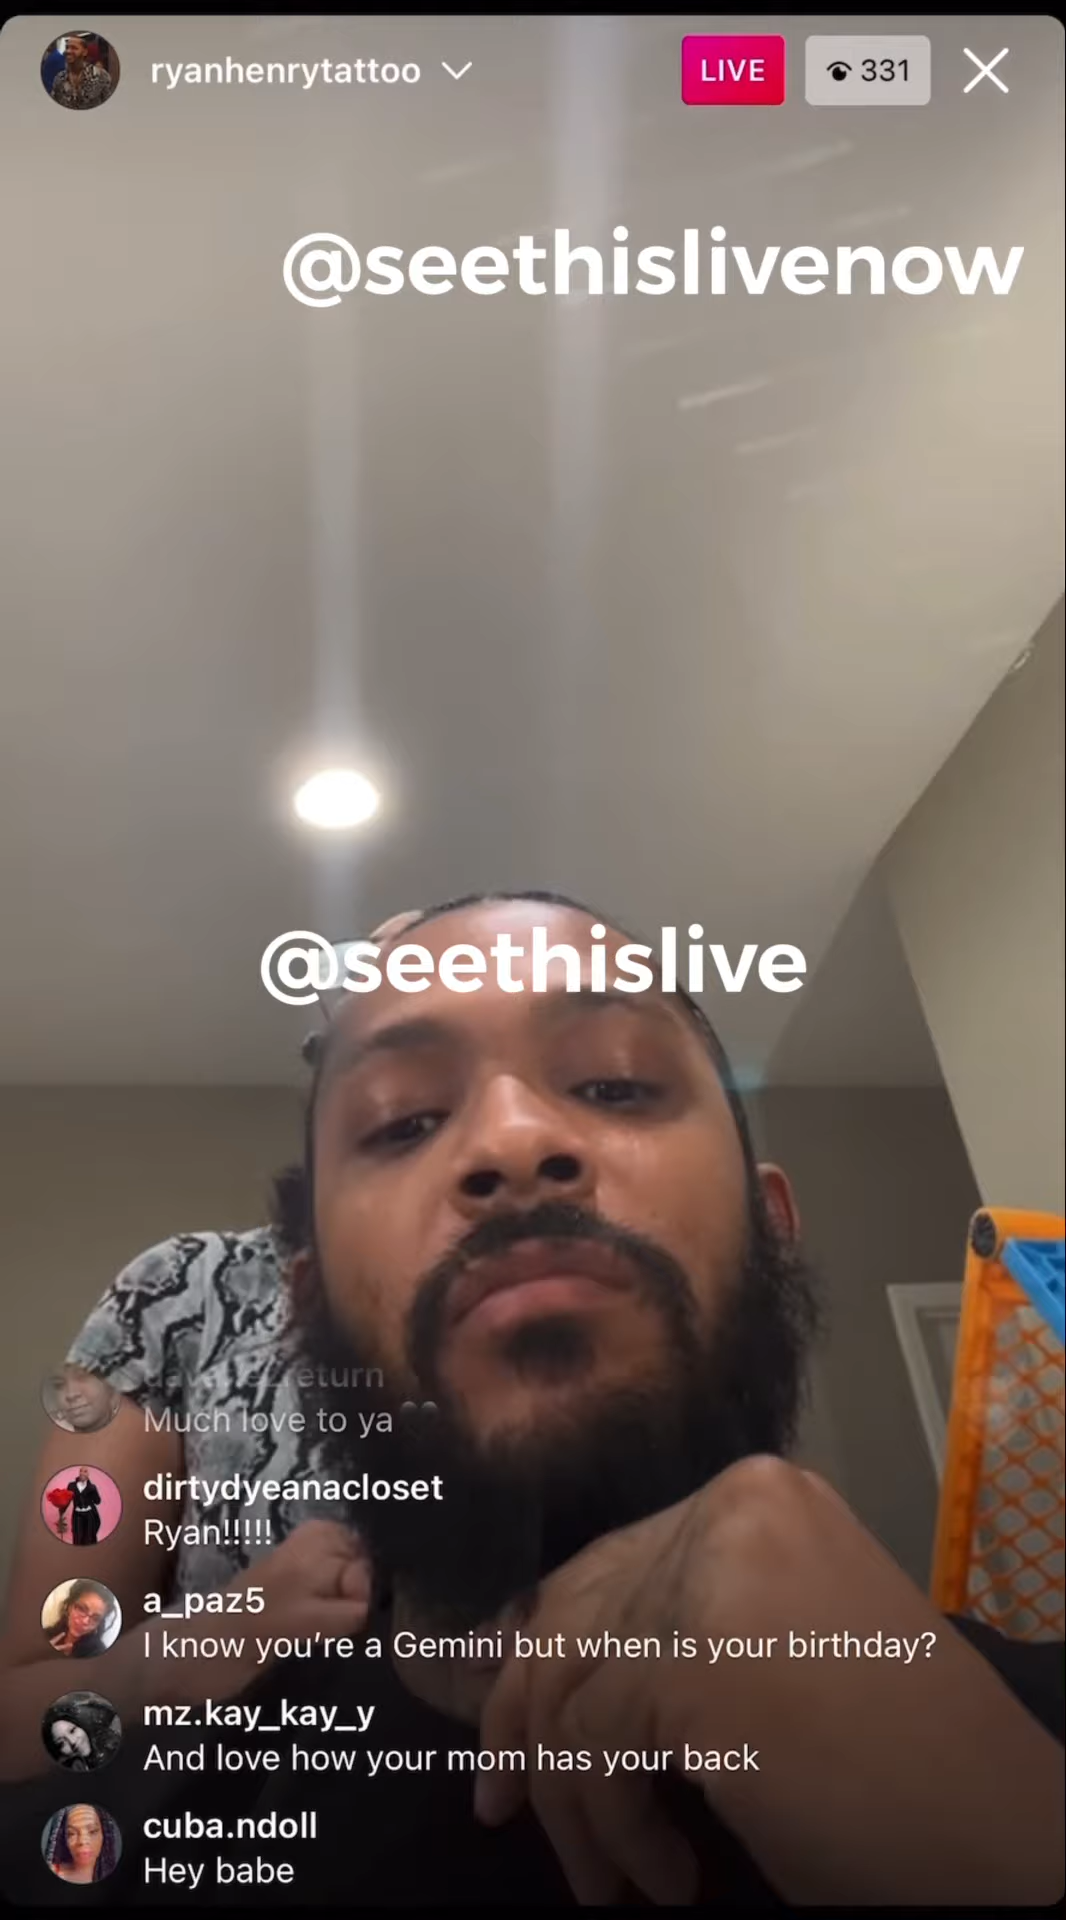 ryanhenrytattoo
LIVE
331
@seethislivenow
@seethislive
Much love to ya 🖤
dirtydyeanacloset
Ryan!!!!!
a_paz5
I know you're a Gemini but when is your birthday?
mz.kay_kay_y
And love how your mom has your back
cuba.ndoll
Hey babe